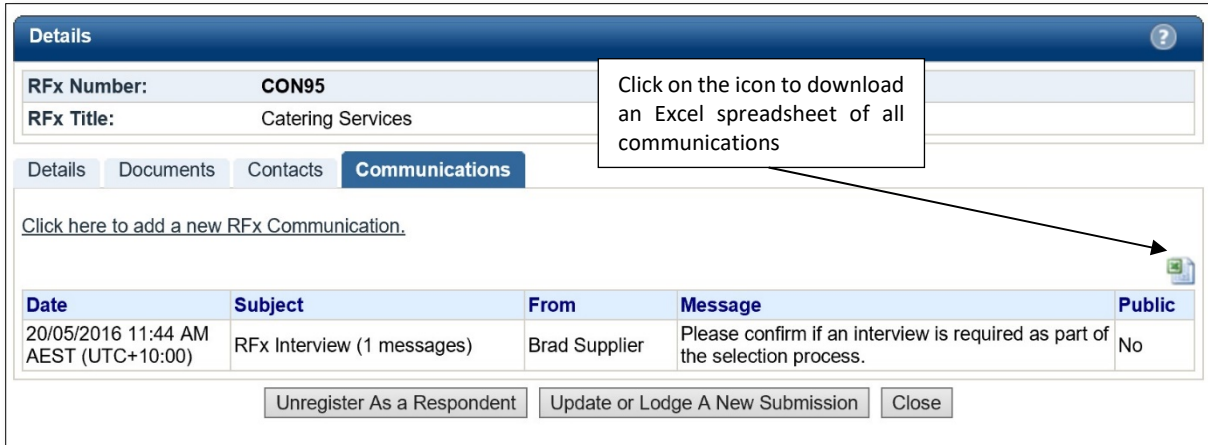 Details
?
RFx Number: CON95
RFx Title: Catering Services
Click on the icon to download
an Excel spreadsheet of all
communications
Details Documents Contacts Communications
Click here to add a new RFx Communication.
Date Subject From Message Public
20/05/2016 11:44 AM
AEST (UTC+10:00)
RFx Interview (1 messages)
Brad Supplier
Please confirm if an interview is required as part of
the selection process.
No
Unregister As a Respondent Update or Lodge A New Submission Close